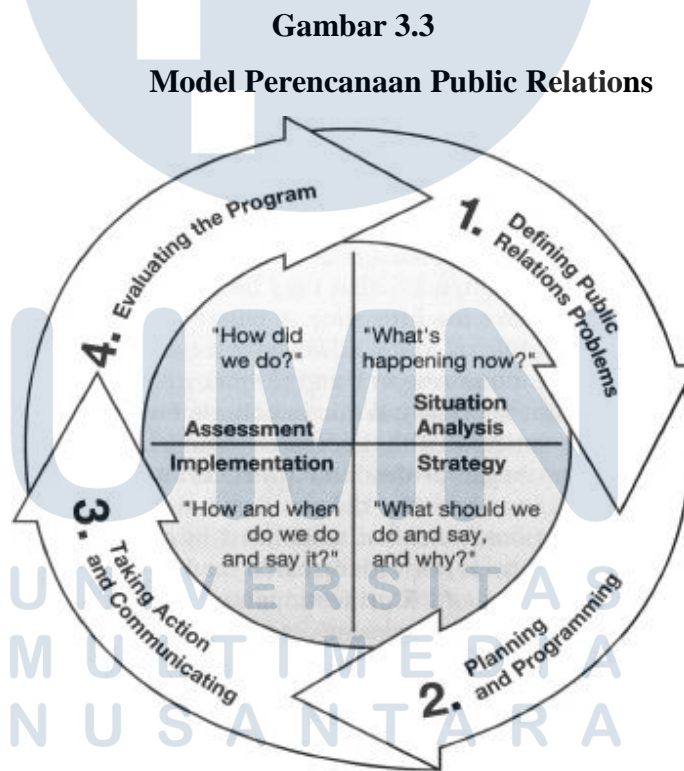 Gambar 3.3
Model Perencanaan Public Relations
1. Defining Public
Relations Problems
"What's
happening now?"
Situation
Analysis
Strategy
"What should we
do and say,
and why?"
2. Planning
and Programming
3. Taking Action
and Communicating
Implementation
"How and when
do we do
and say it?"
4. Evaluating the Program
"How did
we do?"
Assessment
UMN
UNIVERSITAS
MULTIMEDIA
NUSANTARA